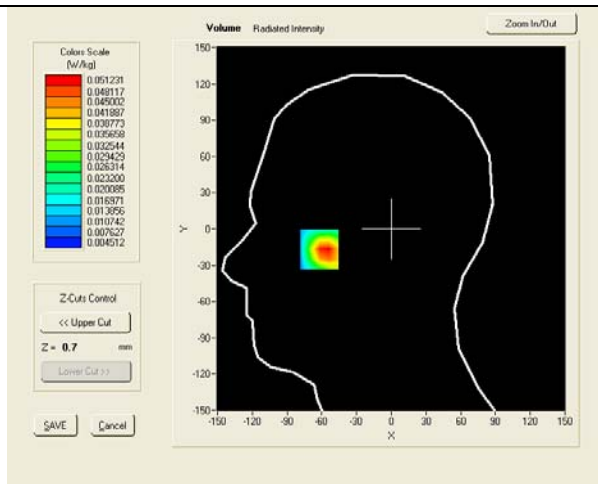 Volume Radiated Intensity
Zoom In/Out
Colors Scale
(W/kg)
0.051231
0.048117
0.045002
0.041887
0.038773
0.035658
0.032544
0.029429
0.026314
0.023200
0.020085
0.016971
0.013856
0.010742
0.007627
0.004512
Z-Cuts Control
<< Upper Cut
Z = 0.7 mm
Lower Cut >>
SAVE Cancel
150
120
90
60
30
0
-30
-60
-90
-120
-150
Y
-150 -120 -90 -60 -30 0 30 60 90 120 150
X